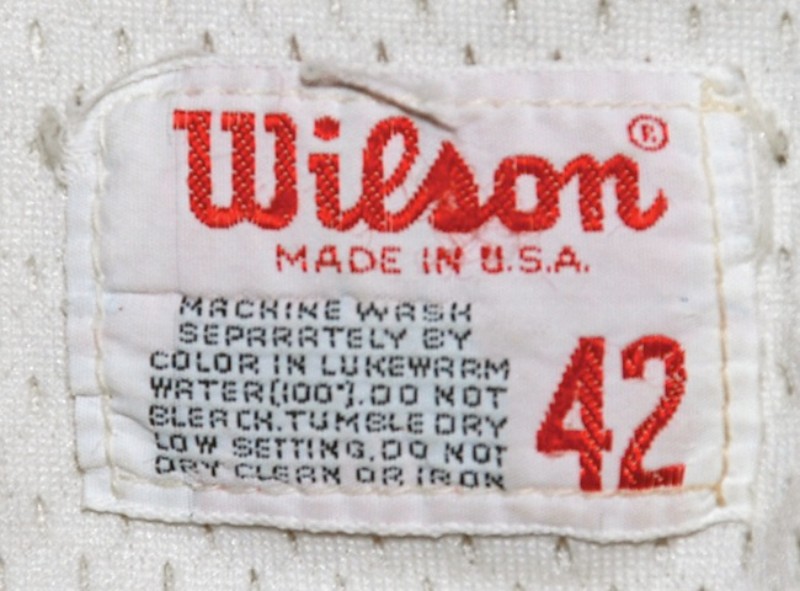 Wilson®
MADE IN U.S.A.
MACHINE WASH
SEPARATELY BY
COLOR IN LUKEWARM
WATER(100°).DO NOT
BLEACH.TUMBLE DRY
LOW SETTING.DO NOT
DRY CLEAN OR IRON
42